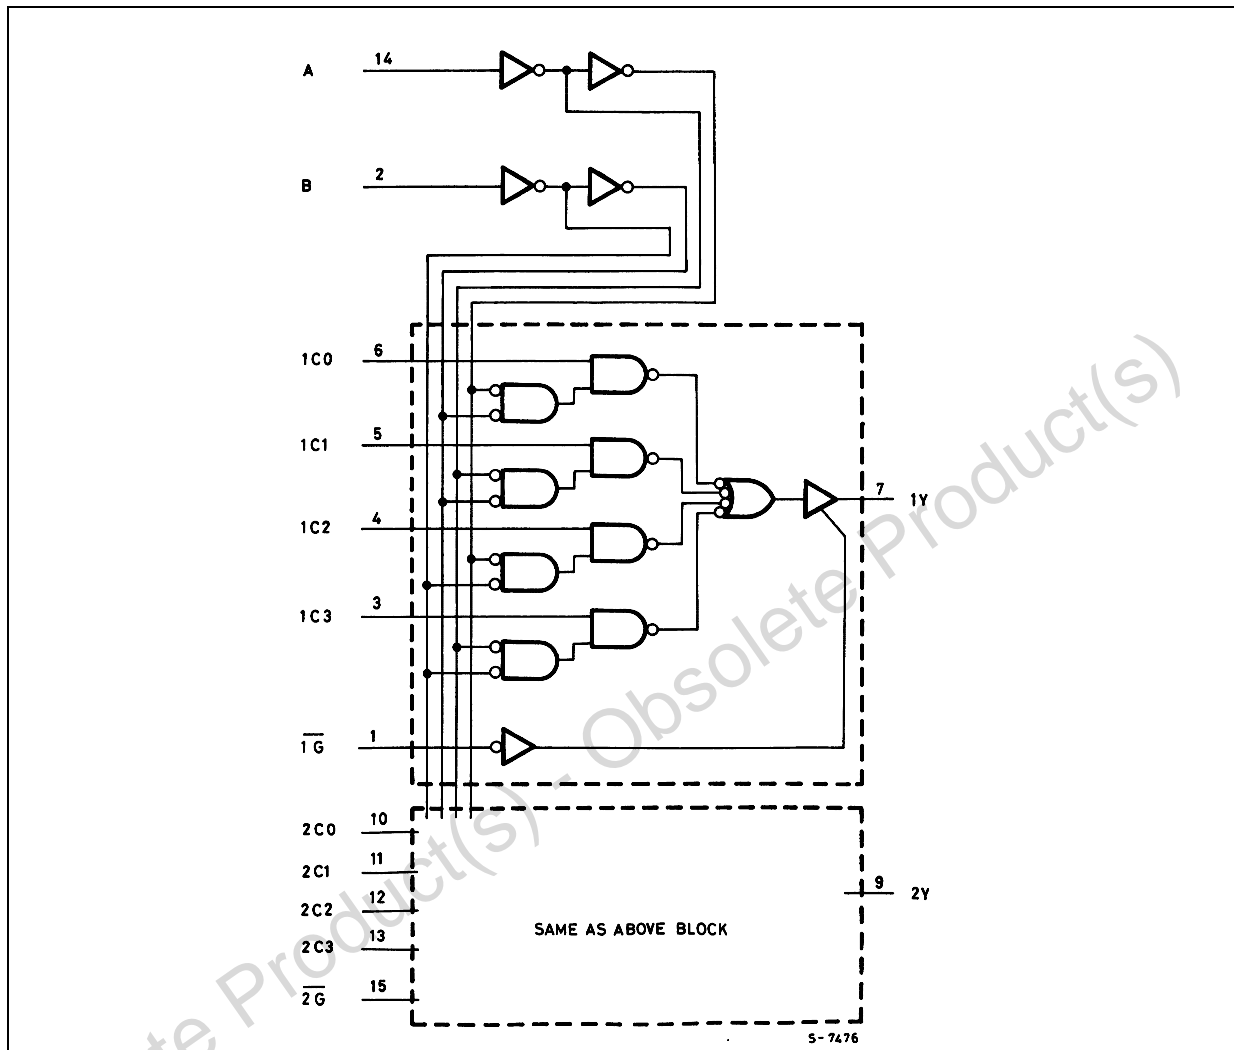 A 14
B 2
1C0 6
1C1 5
7 1Y
1C2 4
1C3 3
1G 1
2C0 10
2C1 11
9 2Y
2C2 12
SAME AS ABOVE BLOCK
2C3 13
2G 15
S-7476
te Product(s) - Obsolete Product(s)